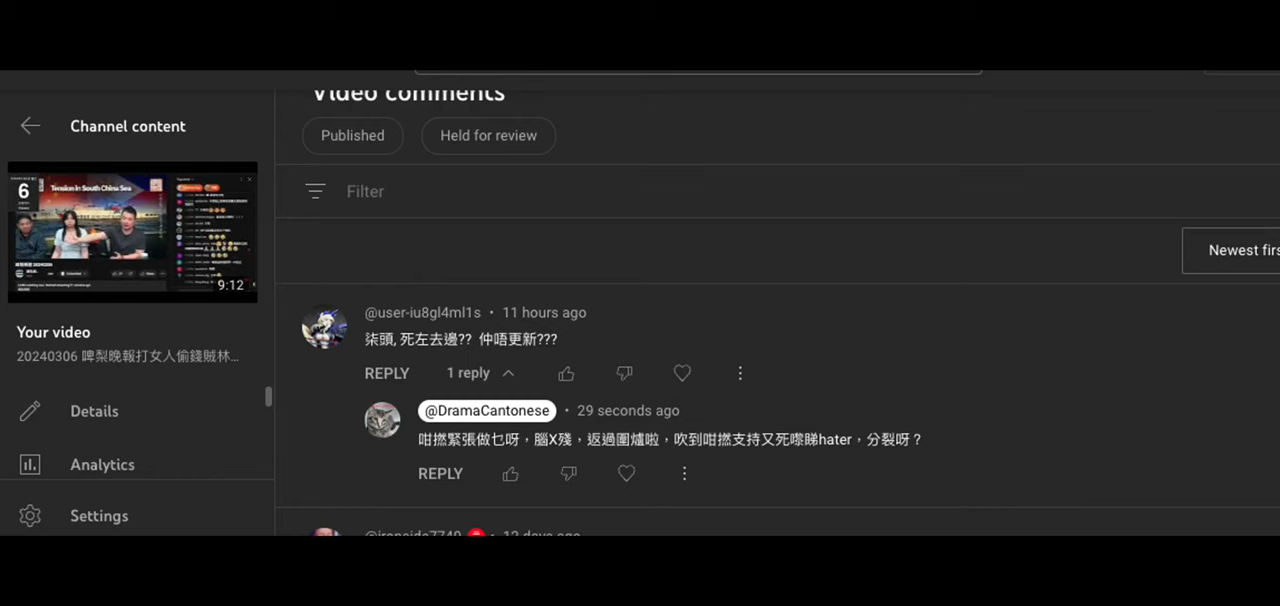 Video comments
Channel content
Published
Held for review
Filter
6
Tension in South China Sea
9:12
Newest firs
Your video
20240306 啤梨晚報打女人偷錢賊林...
Details
Analytics
Settings
@user-iu8gl4ml1s • 11 hours ago
柒頭, 死左去邊?? 仲唔更新???
REPLY
1 reply
@DramaCantonese • 29 seconds ago
咁撚緊張做乜呀，腦X殘，返過圍爐啦，吹到咁撚支持又死嚟睇hater，分裂呀？
REPLY